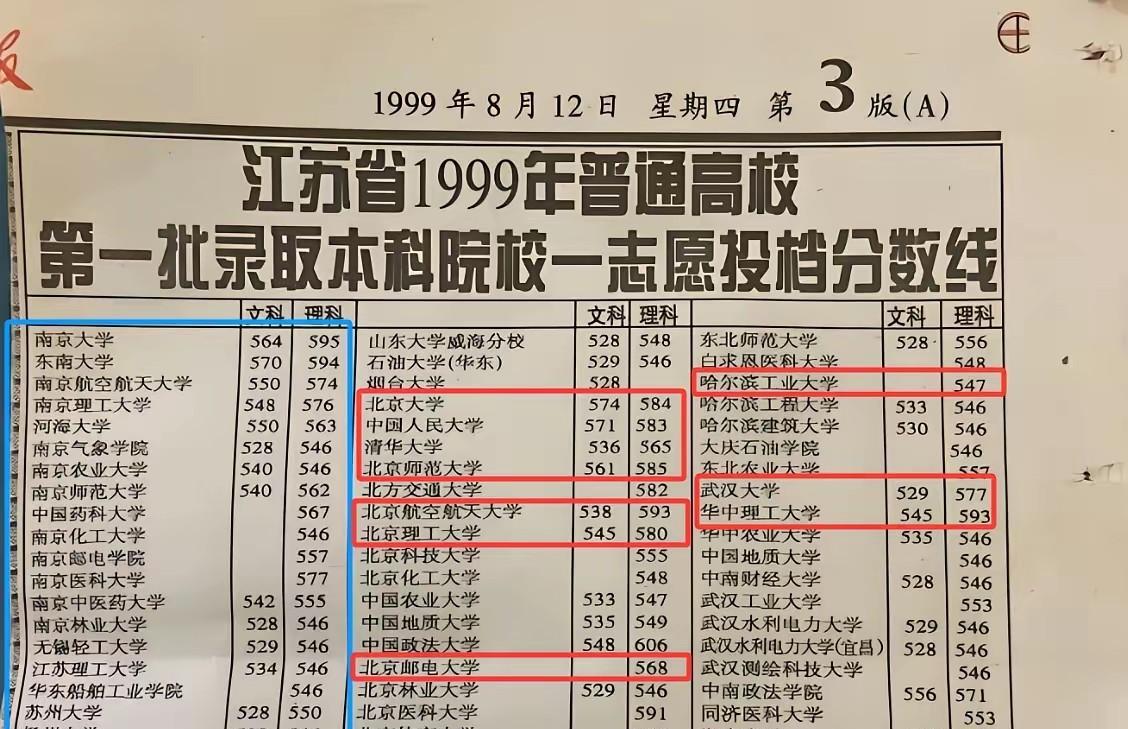 报
1999年8月12日 星期四 第3版(A)
江苏省1999年普通高校
第一批录取本科院校一志愿投档分数线
文科 理科
南京大学 564 595
东南大学 570 594
南京航空航天大学 550 574
南京理工大学 548 576
河海大学 550 563
南京气象学院 528 546
南京农业大学 540 546
南京师范大学 540 562
中国药科大学 567
南京化工大学 546
南京邮电学院 557
南京医科大学 577
南京中医药大学 542 555
南京林业大学 528 546
无锡轻工大学 529 546
江苏理工大学 534 546
华东船舶工业学院 546
苏州大学 528 550
文科 理科
山东大学威海分校 528 548
石油大学(华东) 529 546
烟台大学 528
北京大学 574 584
中国人民大学 571 583
清华大学 536 565
北京师范大学 561 585
北方交通大学 582
北京航空航天大学 538 593
北京理工大学 545 580
北京科技大学 555
北京化工大学 548
中国农业大学 533 547
中国地质大学 535 549
中国政法大学 548 606
北京邮电大学 568
北京林业大学 529 546
北京医科大学 591
文科 理科
东北师范大学 528 556
白求恩医科大学 548
哈尔滨工业大学 547
哈尔滨工程大学 533 546
哈尔滨建筑大学 530 546
大庆石油学院 546
东北农业大学 557
武汉大学 529 577
华中理工大学 545 593
华中农业大学 535 546
中国地质大学 546
中南财经大学 528 546
武汉工业大学 553
武汉水利电力大学 529 546
武汉水利电力大学(宜昌) 528 546
武汉测绘科技大学 546
中南政法学院 556 571
同济医科大学 553